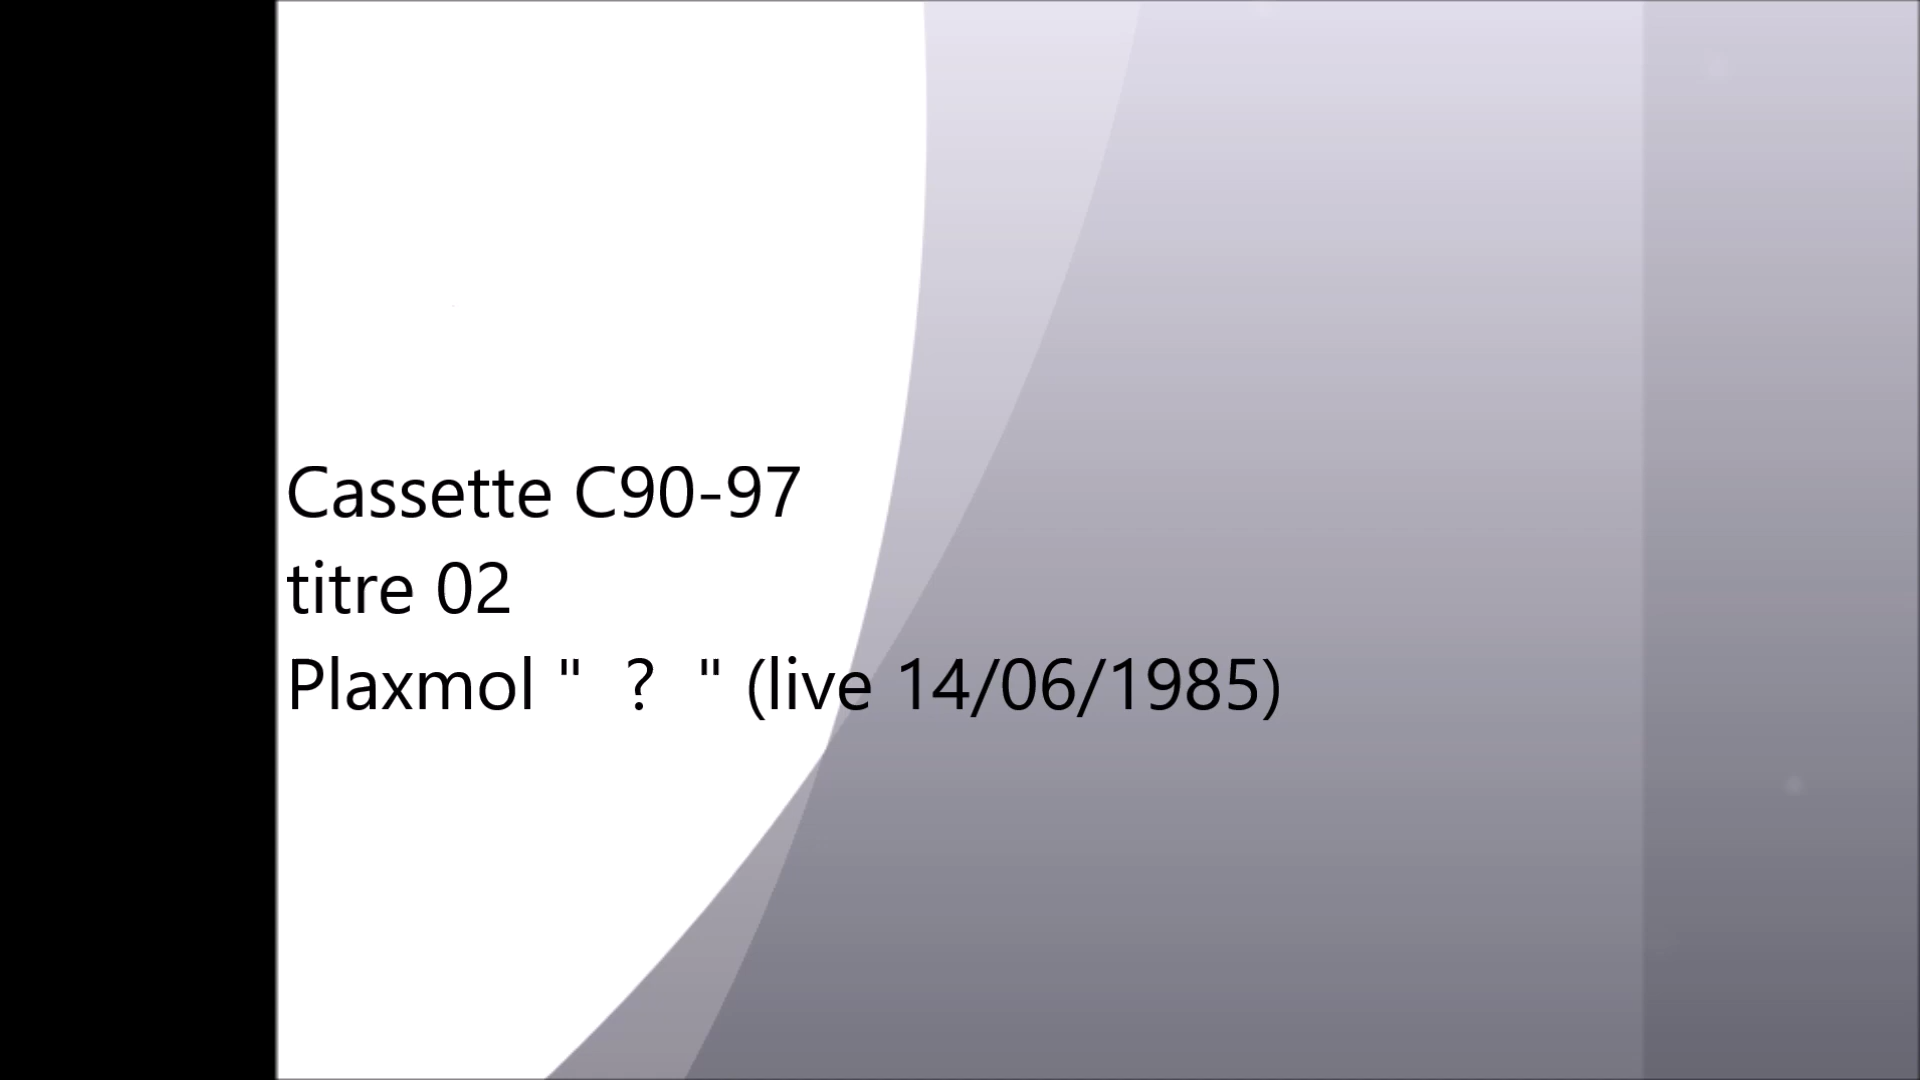 Cassette C90-97
titre 02
Plaxmol "  ?  " (live 14/06/1985)